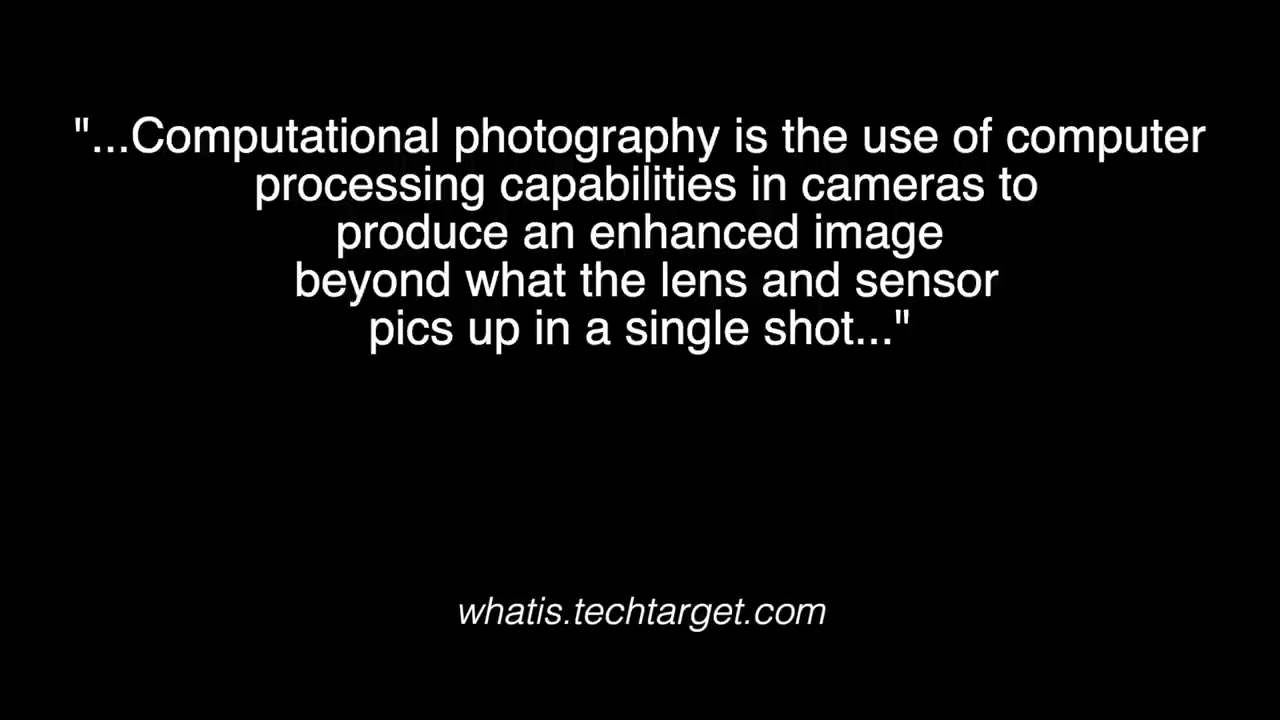 "...Computational photography is the use of computer
processing capabilities in cameras to
produce an enhanced image
beyond what the lens and sensor
pics up in a single shot..."
whatis.techtarget.com